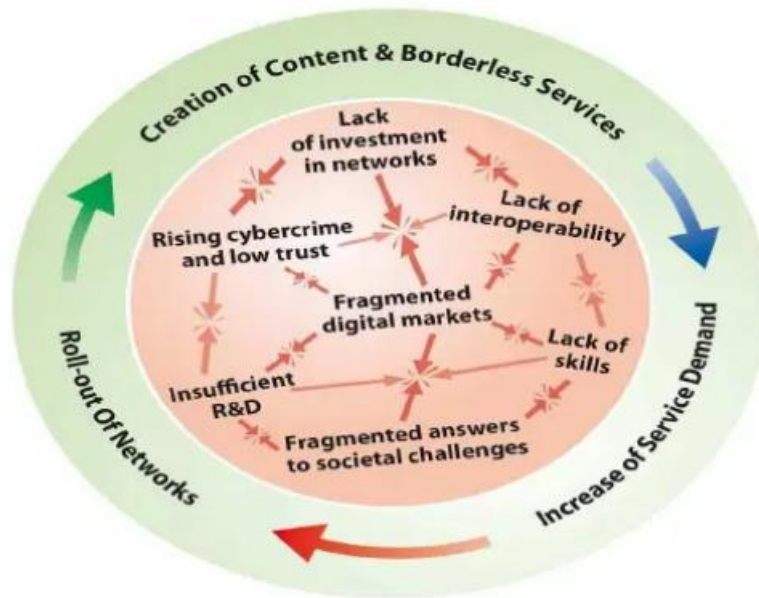 Creation of Content & Borderless Services
Lack
of investment
in networks
Rising cybercrime
and low trust
Lack of
interoperability
Fragmented
digital markets
Lack of
skills
Insufficient
R&D
Fragmented answers
to societal challenges
Roll-out Of Networks
Increase of Service Demand